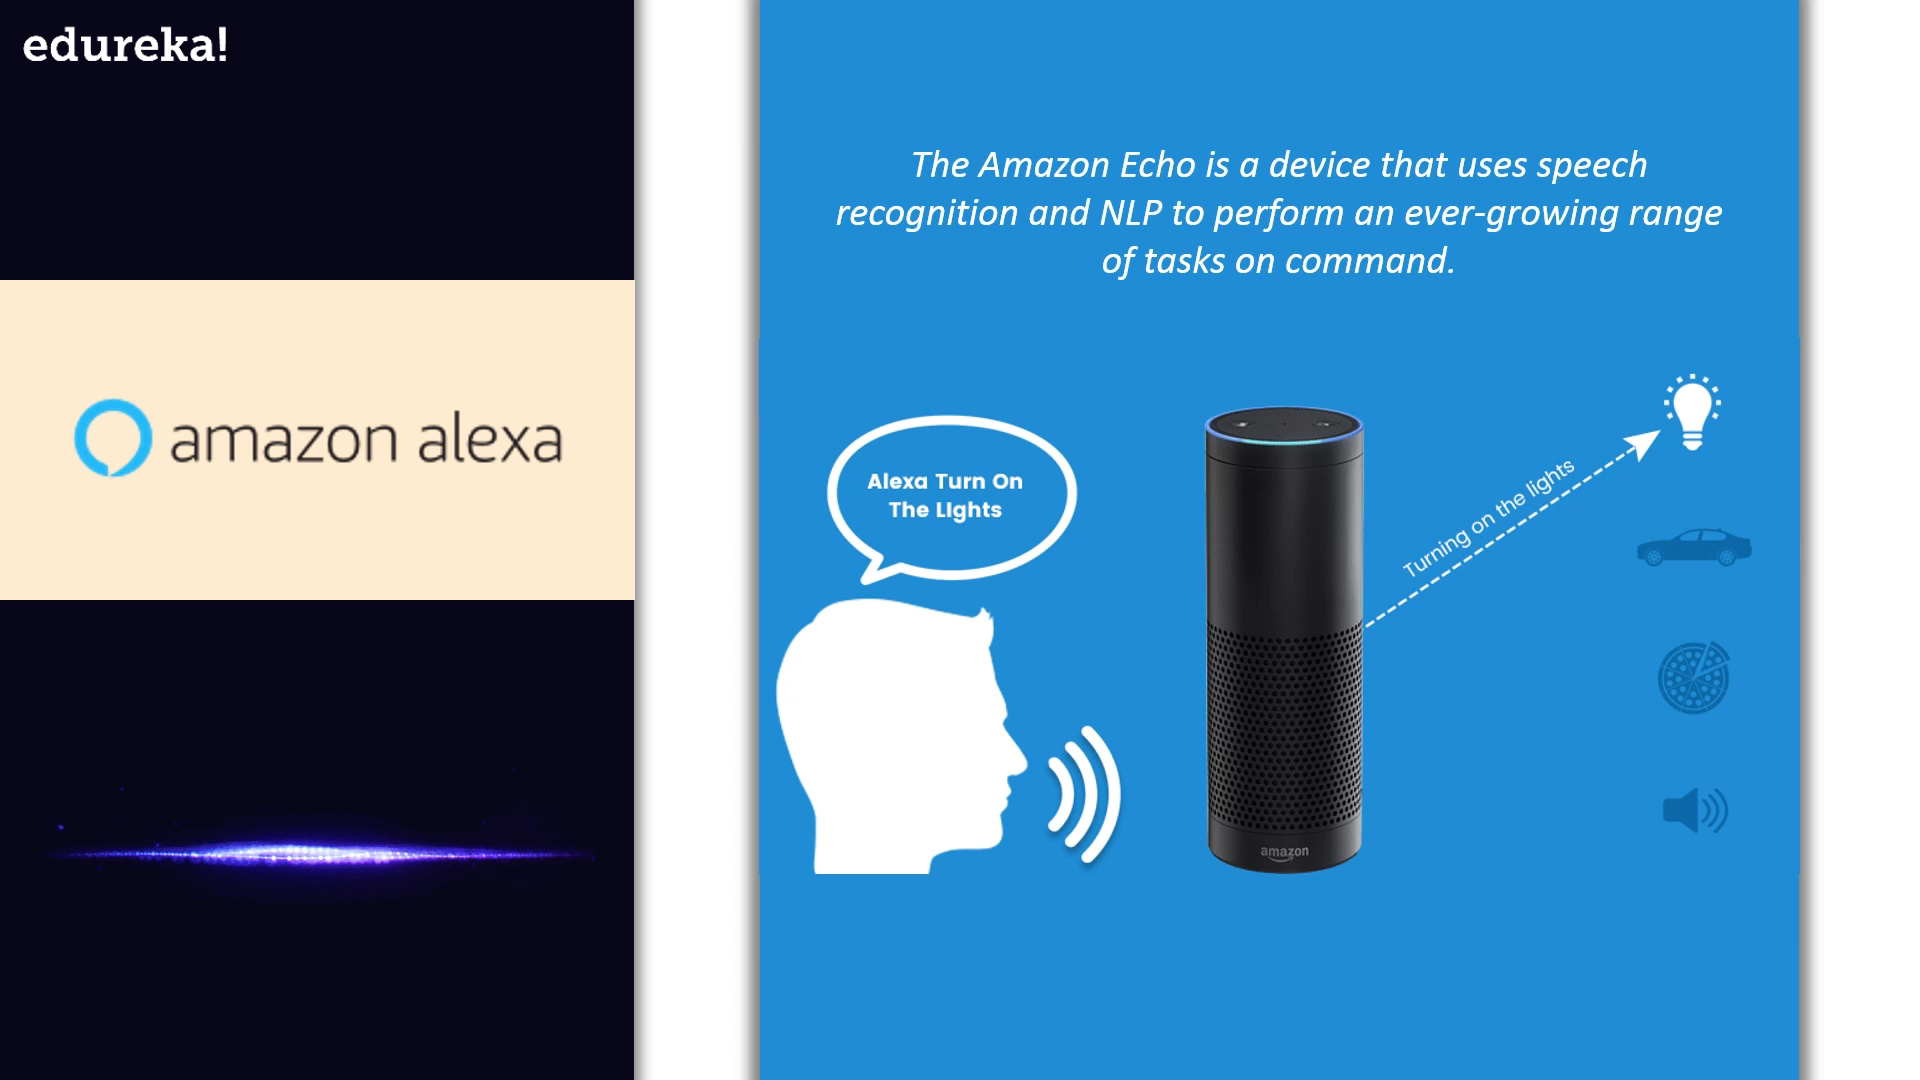 edureka!
amazon alexa
The Amazon Echo is a device that uses speech
recognition and NLP to perform an ever-growing range
of tasks on command.
Alexa Turn On
The LIghts
Turning on the lights
amazon